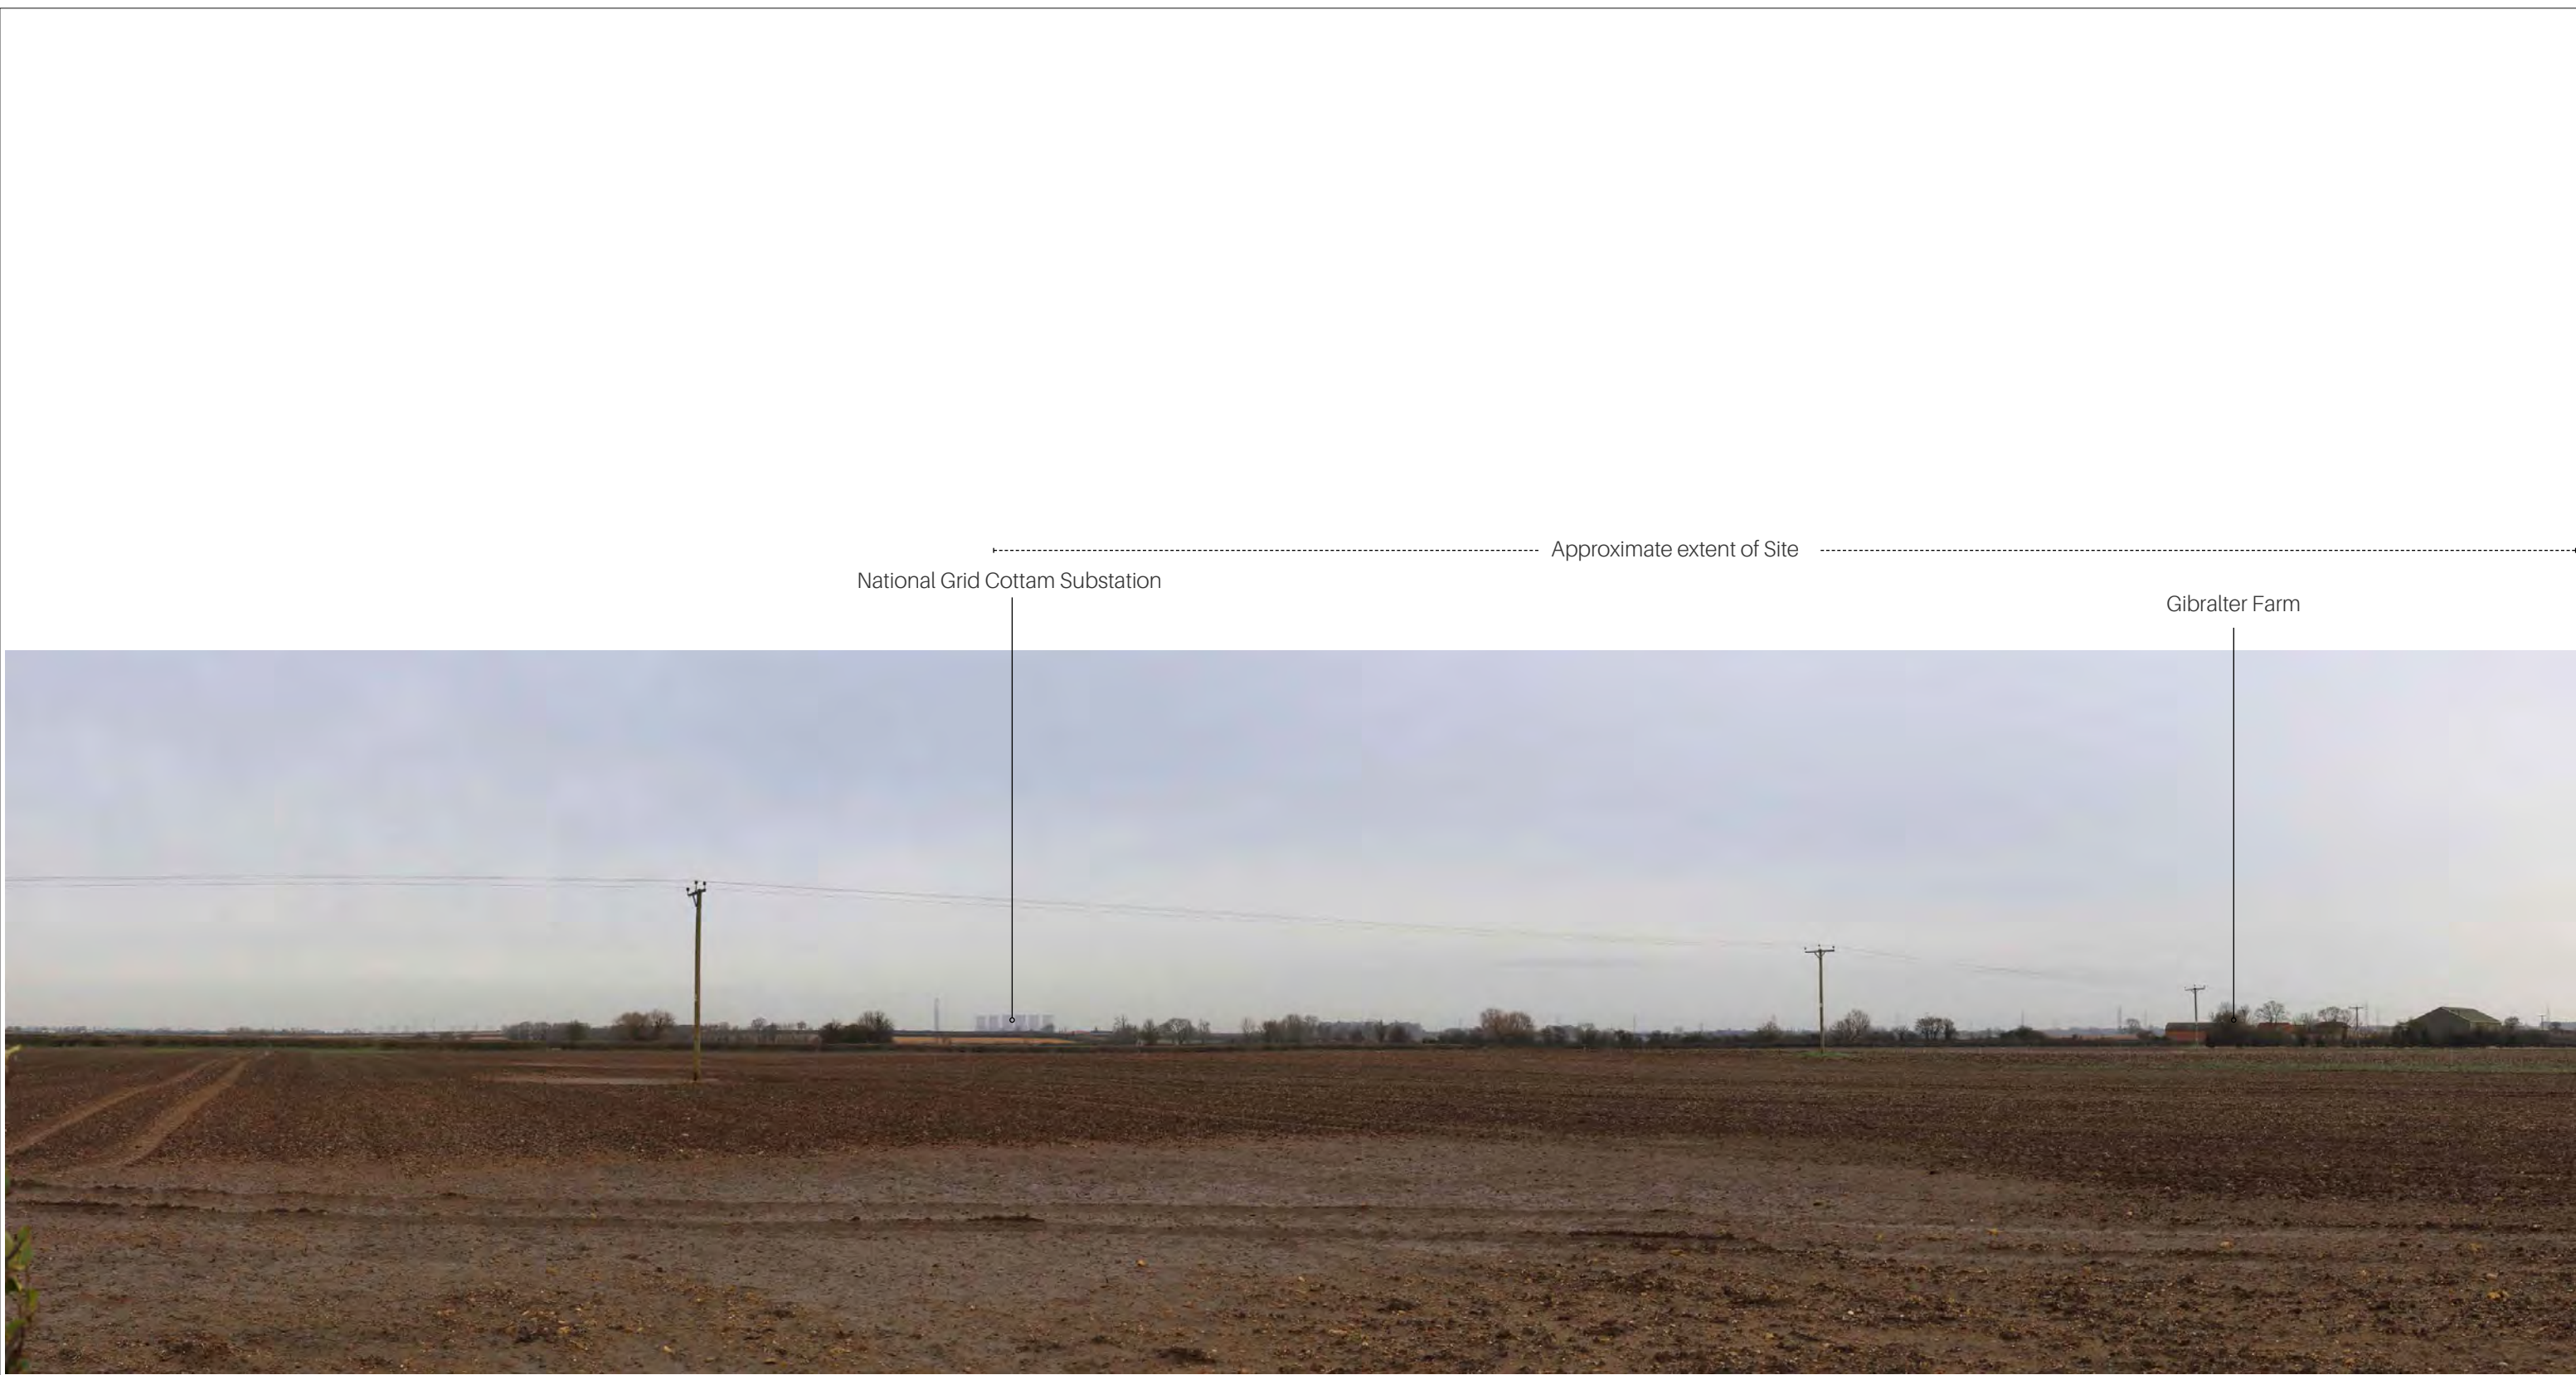 Approximate extent of Site
National Grid Cottam Substation
Gibralter Farm